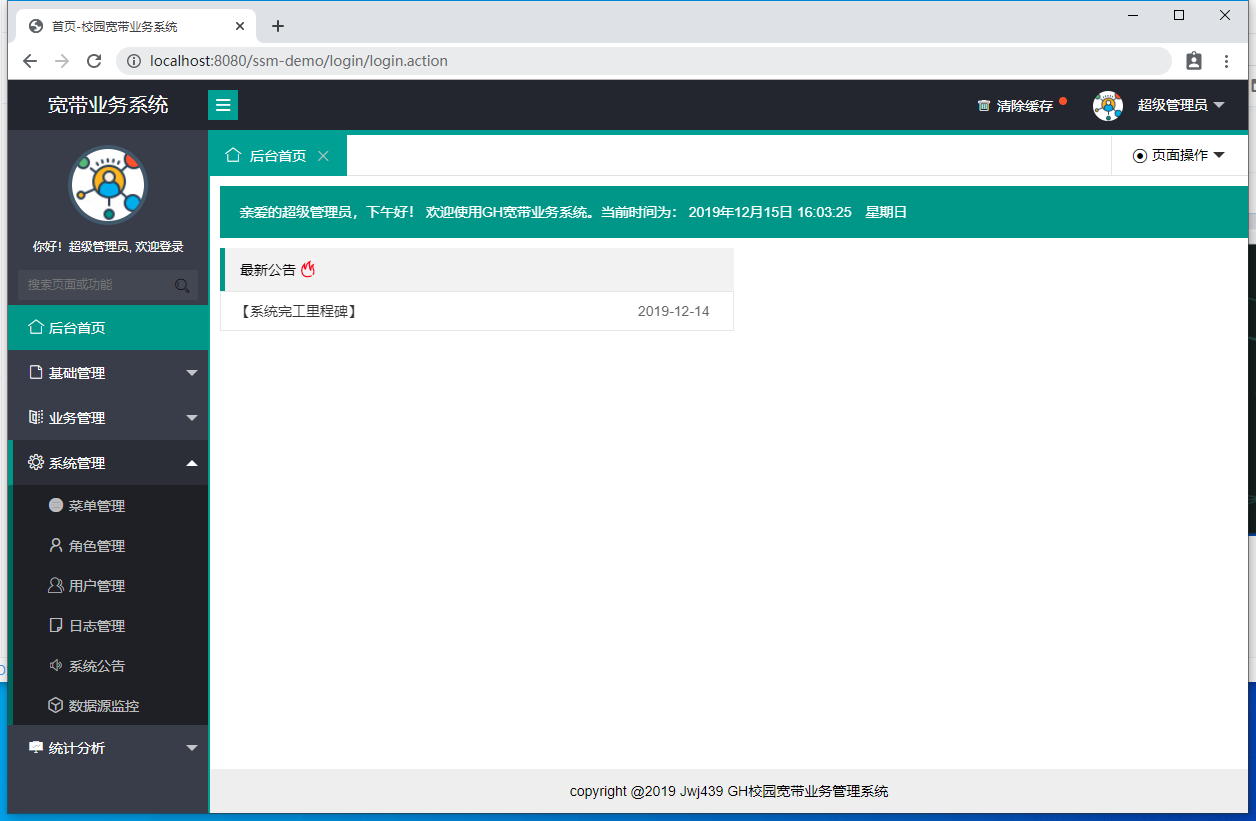 首页-校园宽带业务系统
localhost:8080/ssm-demo/login/login.action
宽带业务系统
清除缓存
超级管理员
后台首页
页面操作
你好！超级管理员, 欢迎登录
搜索页面或功能
亲爱的超级管理员，下午好！ 欢迎使用GH宽带业务系统。当前时间为： 2019年12月15日 16:03:25 星期日
最新公告
【系统完工里程碑】 2019-12-14
后台首页
基础管理
业务管理
系统管理
菜单管理
角色管理
用户管理
日志管理
系统公告
数据源监控
统计分析
copyright @2019 Jwj439 GH校园宽带业务管理系统